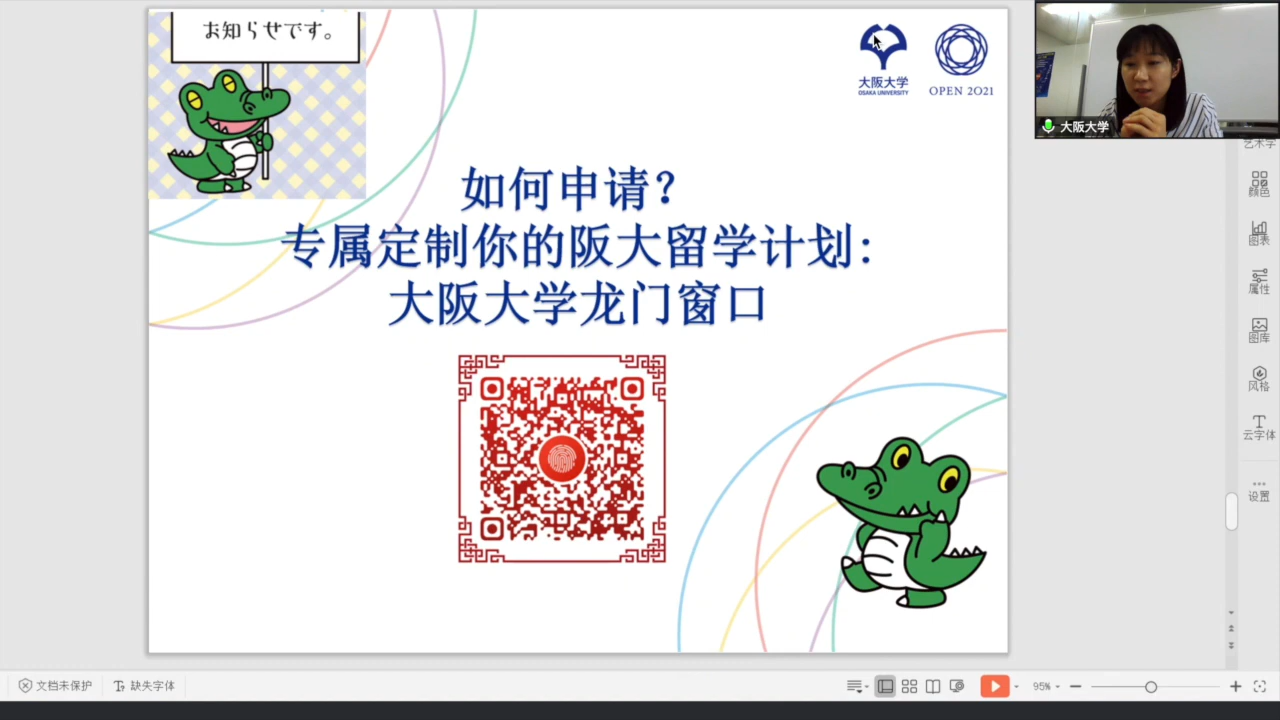 お知らせです。
大阪大学
OSAKA UNIVERSITY
OPEN 2021
如何申请？
专属定制你的阪大留学计划：
大阪大学龙门窗口
大阪大学
艺术字
颜色
图表
属性
图库
风格
云字体
设置
文档未保护
缺失字体
95%